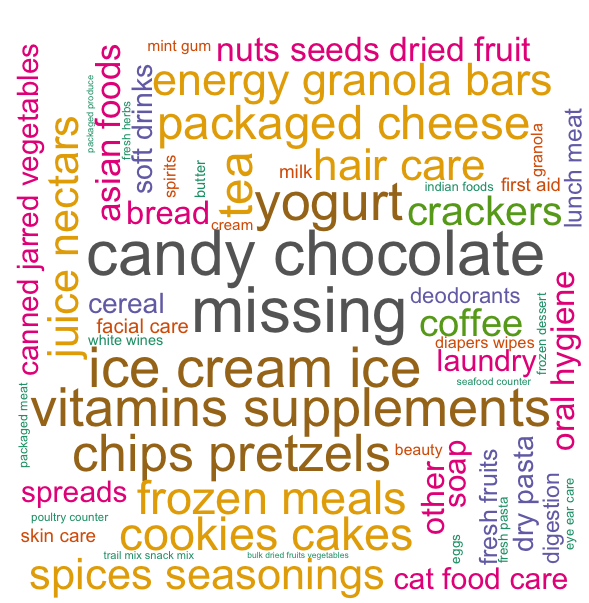 mint gum
nuts seeds dried fruit
energy granola bars
packaged cheese
canned jarred vegetables
packaged produce
asian foods
fresh herbs
soft drinks
juice nectars
spirits
butter
tea
milk
hair care
granola
lunch meat
indian foods
first aid
bread
cream
yogurt
crackers
candy chocolate
cereal
missing
deodorants
facial care
coffee
white wines
diapers wipes
frozen dessert
oral hygiene
ice cream ice
laundry
seafood counter
packaged meat
vitamins supplements
chips pretzels
beauty
spreads
frozen meals
other
soap
fresh fruits
fresh pasta
dry pasta
digestion
eye ear care
poultry counter
skin care
cookies cakes
eggs
trail mix snack mix
bulk dried fruits vegetables
spices seasonings
cat food care